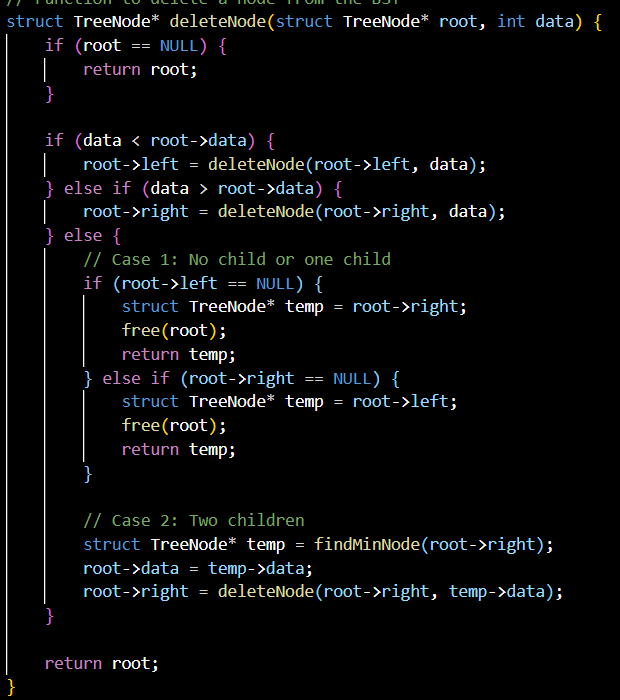 // Function to delete a node from the BST
struct TreeNode* deleteNode(struct TreeNode* root, int data) {
    if (root == NULL) {
        return root;
    }

    if (data < root->data) {
        root->left = deleteNode(root->left, data);
    } else if (data > root->data) {
        root->right = deleteNode(root->right, data);
    } else {
        // Case 1: No child or one child
        if (root->left == NULL) {
            struct TreeNode* temp = root->right;
            free(root);
            return temp;
        } else if (root->right == NULL) {
            struct TreeNode* temp = root->left;
            free(root);
            return temp;
        }

        // Case 2: Two children
        struct TreeNode* temp = findMinNode(root->right);
        root->data = temp->data;
        root->right = deleteNode(root->right, temp->data);
    }

    return root;
}